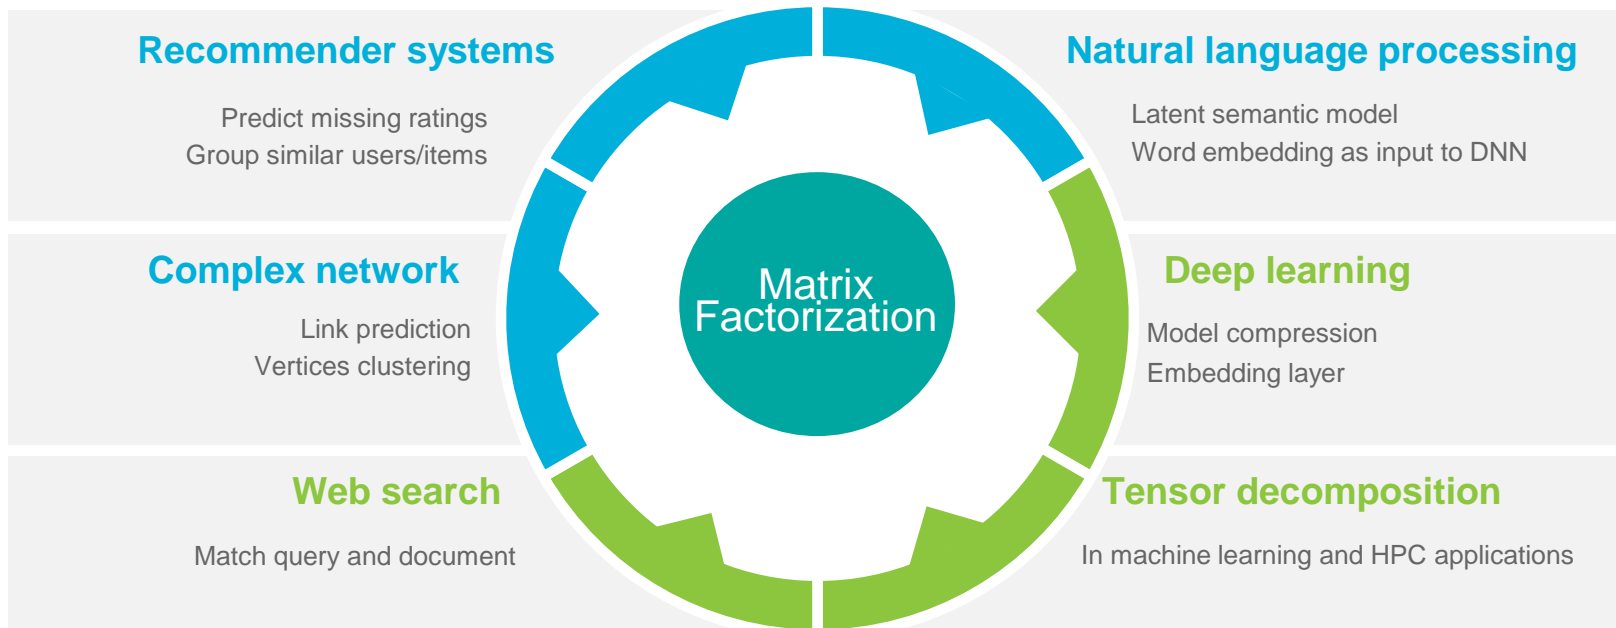 Recommender systems
Predict missing ratings
Group similar users/items
Natural language processing
Latent semantic model
Word embedding as input to DNN
Complex network
Link prediction
Vertices clustering
Matrix
Factorization
Deep learning
Model compression
Embedding layer
Web search
Match query and document
Tensor decomposition
In machine learning and HPC applications